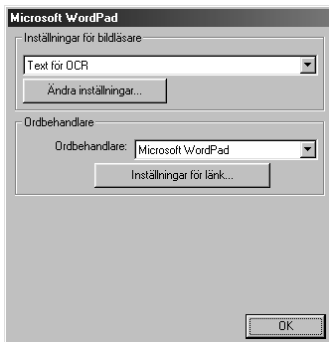 Microsoft WordPad
Inställningar för bildläsare
Text för OCR
Ändra inställningar...
Ordbehandlare
Ordbehandlare: Microsoft WordPad
Inställningar för länk...
OK